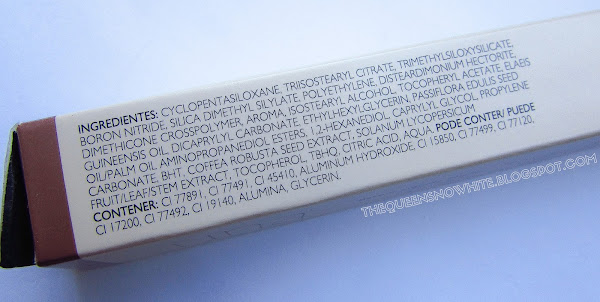 INGREDIENTES: CYCLOPENTASILOXANE, TRIISOSTEARYL CITRATE, TRIMETHYLSILOXYSILICATE,
BORON NITRIDE, SILICA DIMETHYL SILYLATE, POLYETHYLENE, DISTEARDIMONIUM HECTORITE,
DIMETHICONE CROSSPOLYMER, AROMA, ISOSTEARYL ALCOHOL, TOCOPHERYL ACETATE, ELAEIS
GUINEENSIS OIL, DICAPRYLYL CARBONATE, ETHYLHEXYLGLYCERIN, PASSIFLORA EDULIS SEED
OIL/PALM OIL AMINOPROPANEDIOL ESTERS, 1,2-HEXANEDIOL, CAPRYLYL GLYCOL, PROPYLENE
CARBONATE, BHT, COFFEA ROBUSTA SEED EXTRACT, SOLANUM LYCOPERSICUM
FRUIT/LEAF/STEM EXTRACT, TOCOPHEROL, TBHQ, CITRIC ACID, AQUA. PODE CONTER/ PUEDE
CONTENER: CI 77891, CI 77491, CI 45410, ALUMINUM HYDROXIDE, CI 15850, CI 77499, CI 77120,
CI 17200, CI 77492, CI 19140, ALUMINA, GLYCERIN.
THEQUEENSNOWHITE.BLOGSPOT.COM